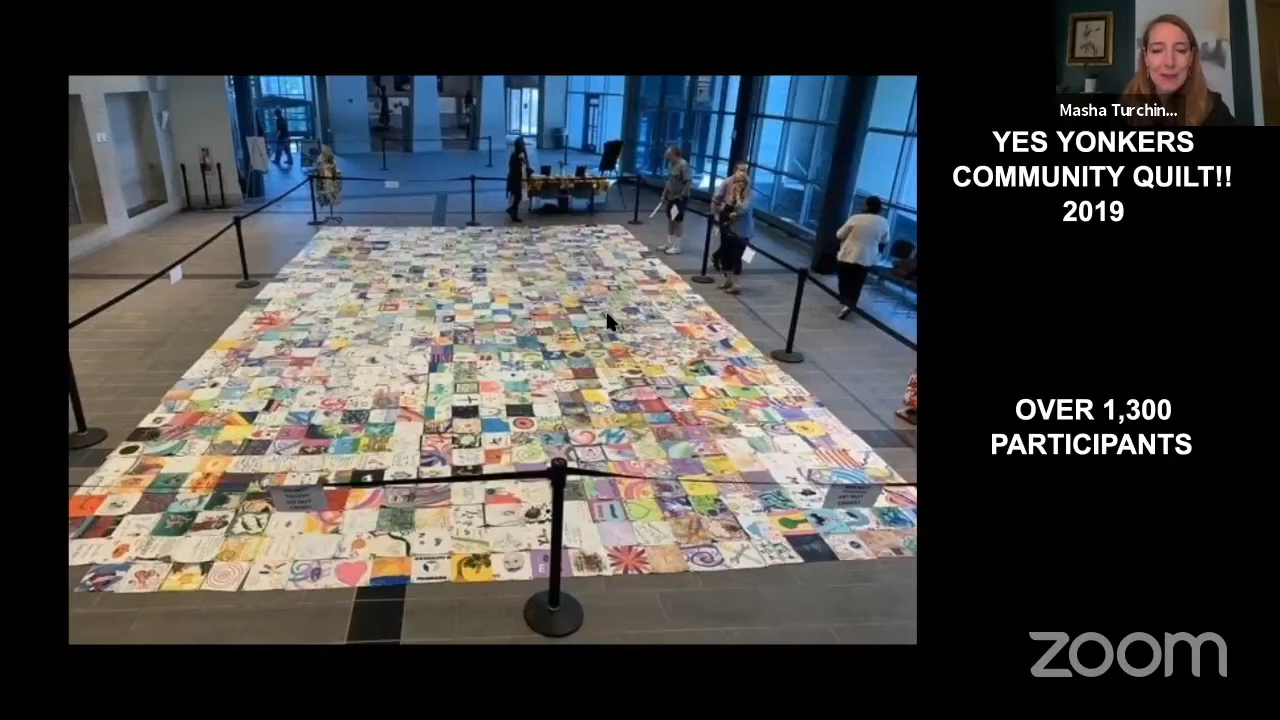 Masha Turchin...
YES YONKERS
COMMUNITY QUILT!!
2019
OVER 1,300
PARTICIPANTS
zoom